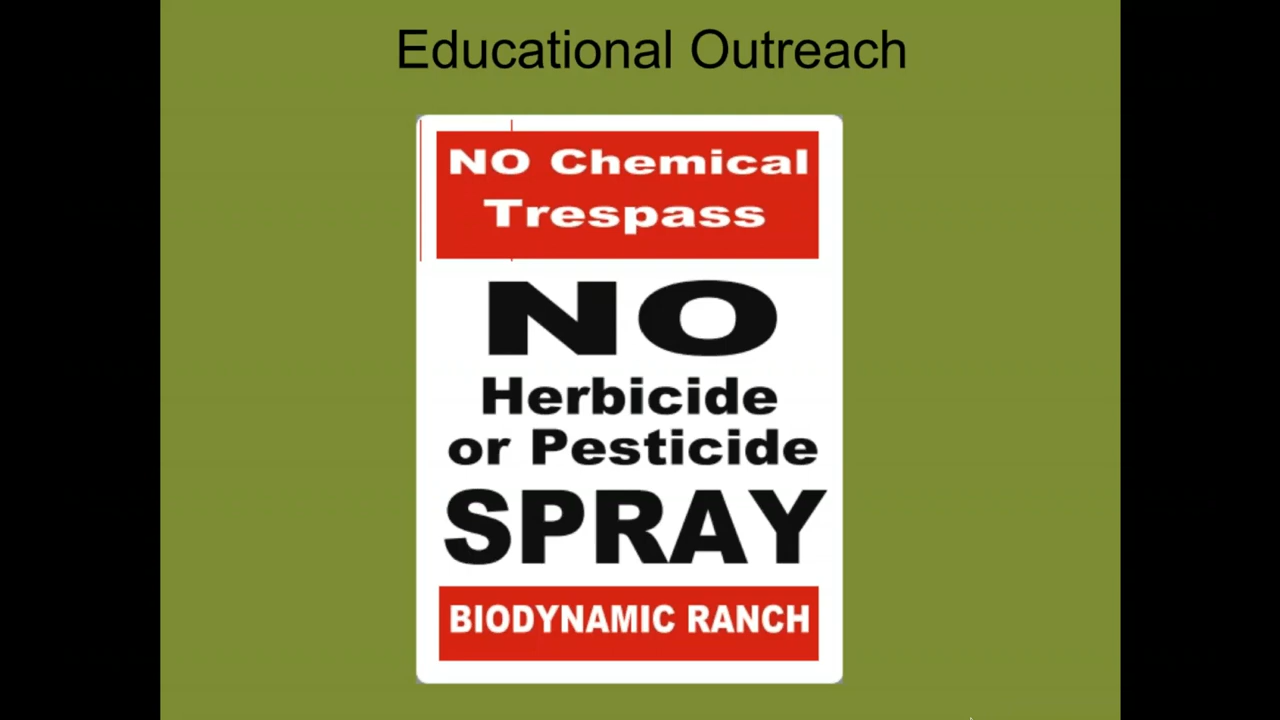 Educational Outreach
NO Chemical
Trespass
NO
Herbicide
or Pesticide
SPRAY
BIODYNAMIC RANCH